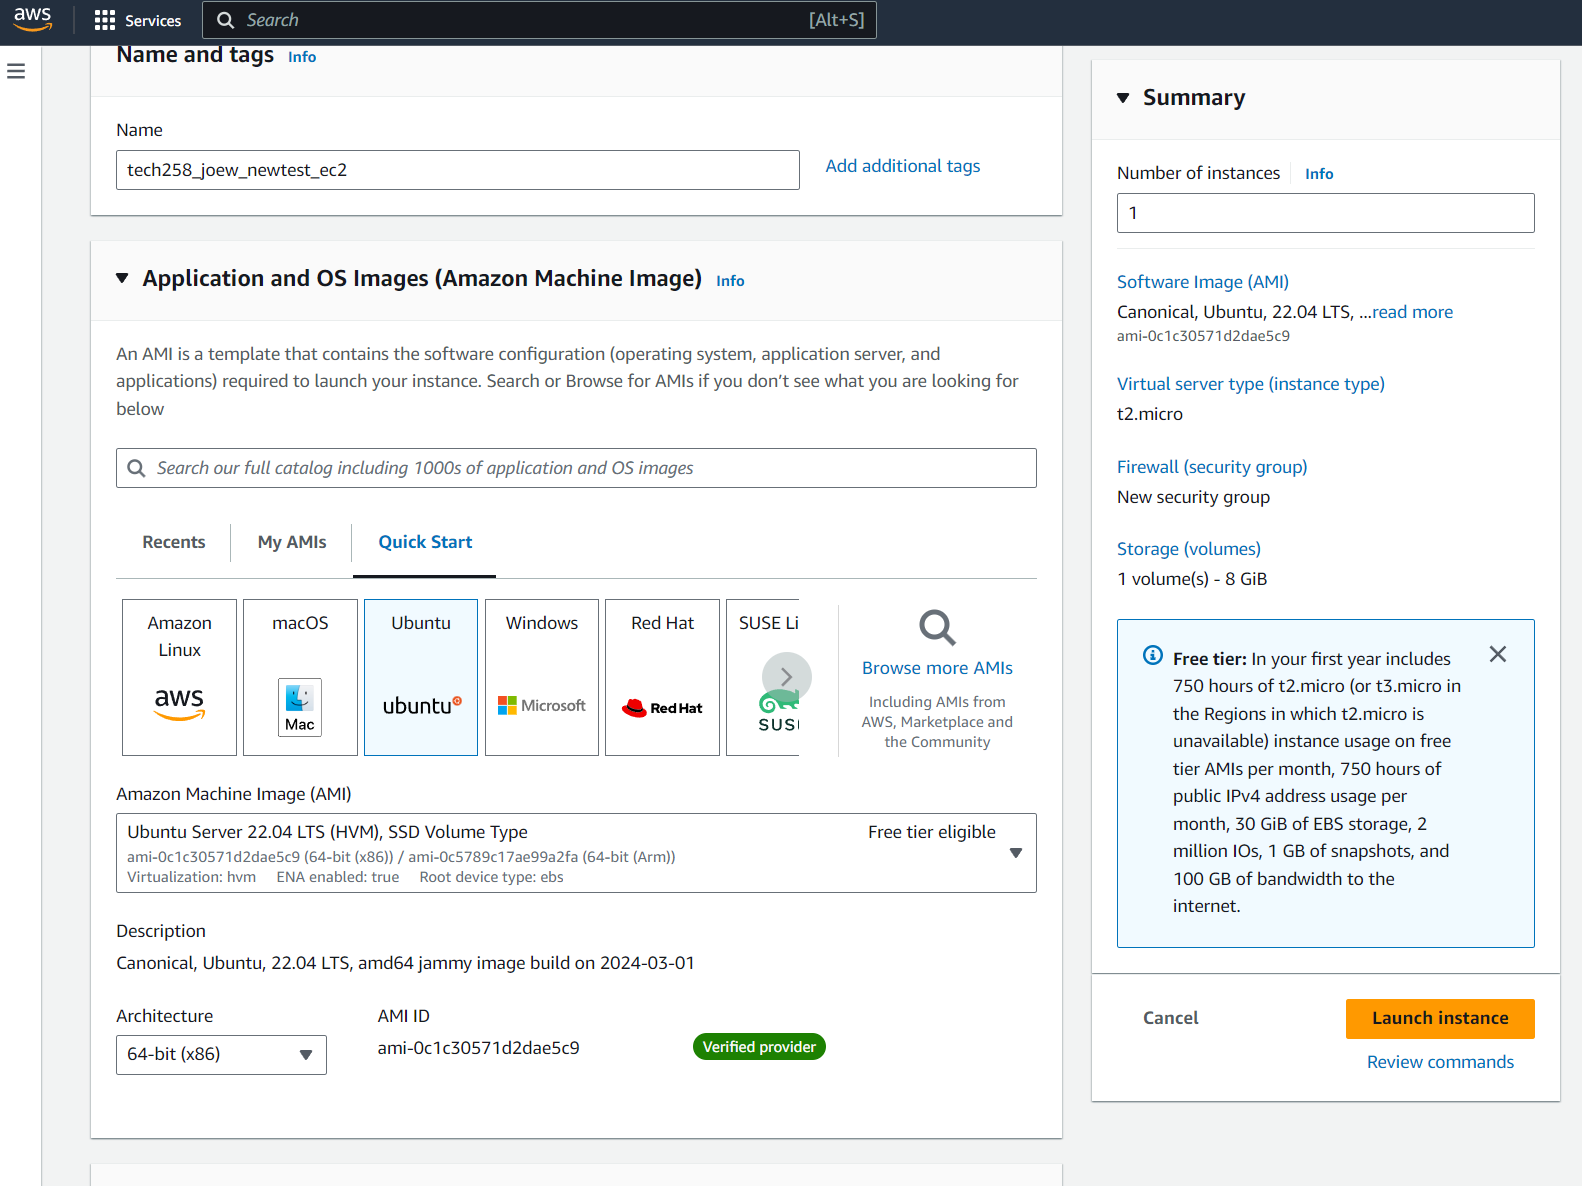 aws
Services
Search
[Alt+S]
Name and tags Info
Name
tech258_joew_newtest_ec2
Add additional tags
Application and OS Images (Amazon Machine Image) Info
An AMI is a template that contains the software configuration (operating system, application server, and
applications) required to launch your instance. Search or Browse for AMIs if you don’t see what you are looking for
below
Search our full catalog including 1000s of application and OS images
Recents
My AMIs
Quick Start
Amazon
Linux
aws
macOS
Mac
Ubuntu
ubuntu
Windows
Microsoft
Red Hat
Red Hat
SUSE Li
SUS
Browse more AMIs
Including AMIs from
AWS, Marketplace and
the Community
Amazon Machine Image (AMI)
Ubuntu Server 22.04 LTS (HVM), SSD Volume Type
Free tier eligible
ami-0c1c30571d2dae5c9 (64-bit (x86)) / ami-0c5789c17ae99a2fa (64-bit (Arm))
Virtualization: hvm ENA enabled: true Root device type: ebs
Description
Canonical, Ubuntu, 22.04 LTS, amd64 jammy image build on 2024-03-01
Architecture
64-bit (x86)
AMI ID
ami-0c1c30571d2dae5c9
Verified provider
Summary
Number of instances Info
1
Software Image (AMI)
Canonical, Ubuntu, 22.04 LTS, ...read more
ami-0c1c30571d2dae5c9
Virtual server type (instance type)
t2.micro
Firewall (security group)
New security group
Storage (volumes)
1 volume(s) - 8 GiB
Free tier: In your first year includes
750 hours of t2.micro (or t3.micro in
the Regions in which t2.micro is
unavailable) instance usage on free
tier AMIs per month, 750 hours of
public IPv4 address usage per
month, 30 GiB of EBS storage, 2
million IOs, 1 GB of snapshots, and
100 GB of bandwidth to the
internet.
Cancel
Launch instance
Review commands